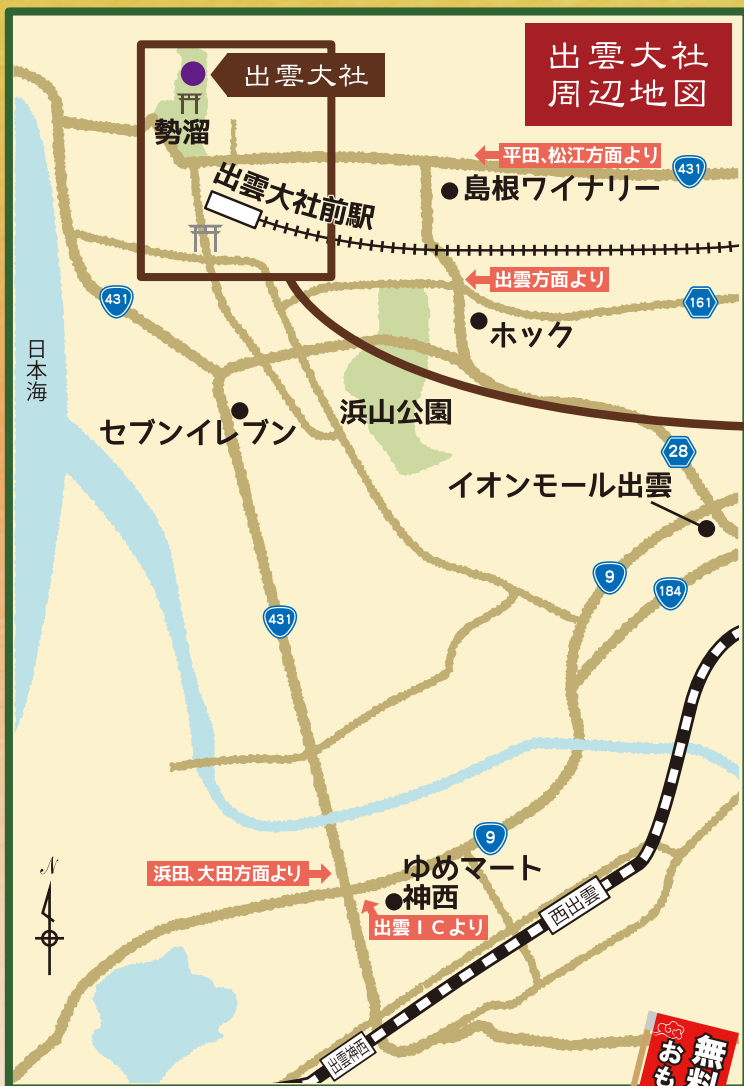 出雲大社
周辺地図
出雲大社
勢溜
平田、松江方面より
431
島根ワイナリー
出雲大社前駅
出雲方面より
431
161
ホック
日本海
浜山公園
セブンイレブン
28
イオンモール出雲
9
184
431
9
浜田、大田方面より
ゆめマート
神西
出雲ICより
西出雲
N
出雲神西
無料
おも